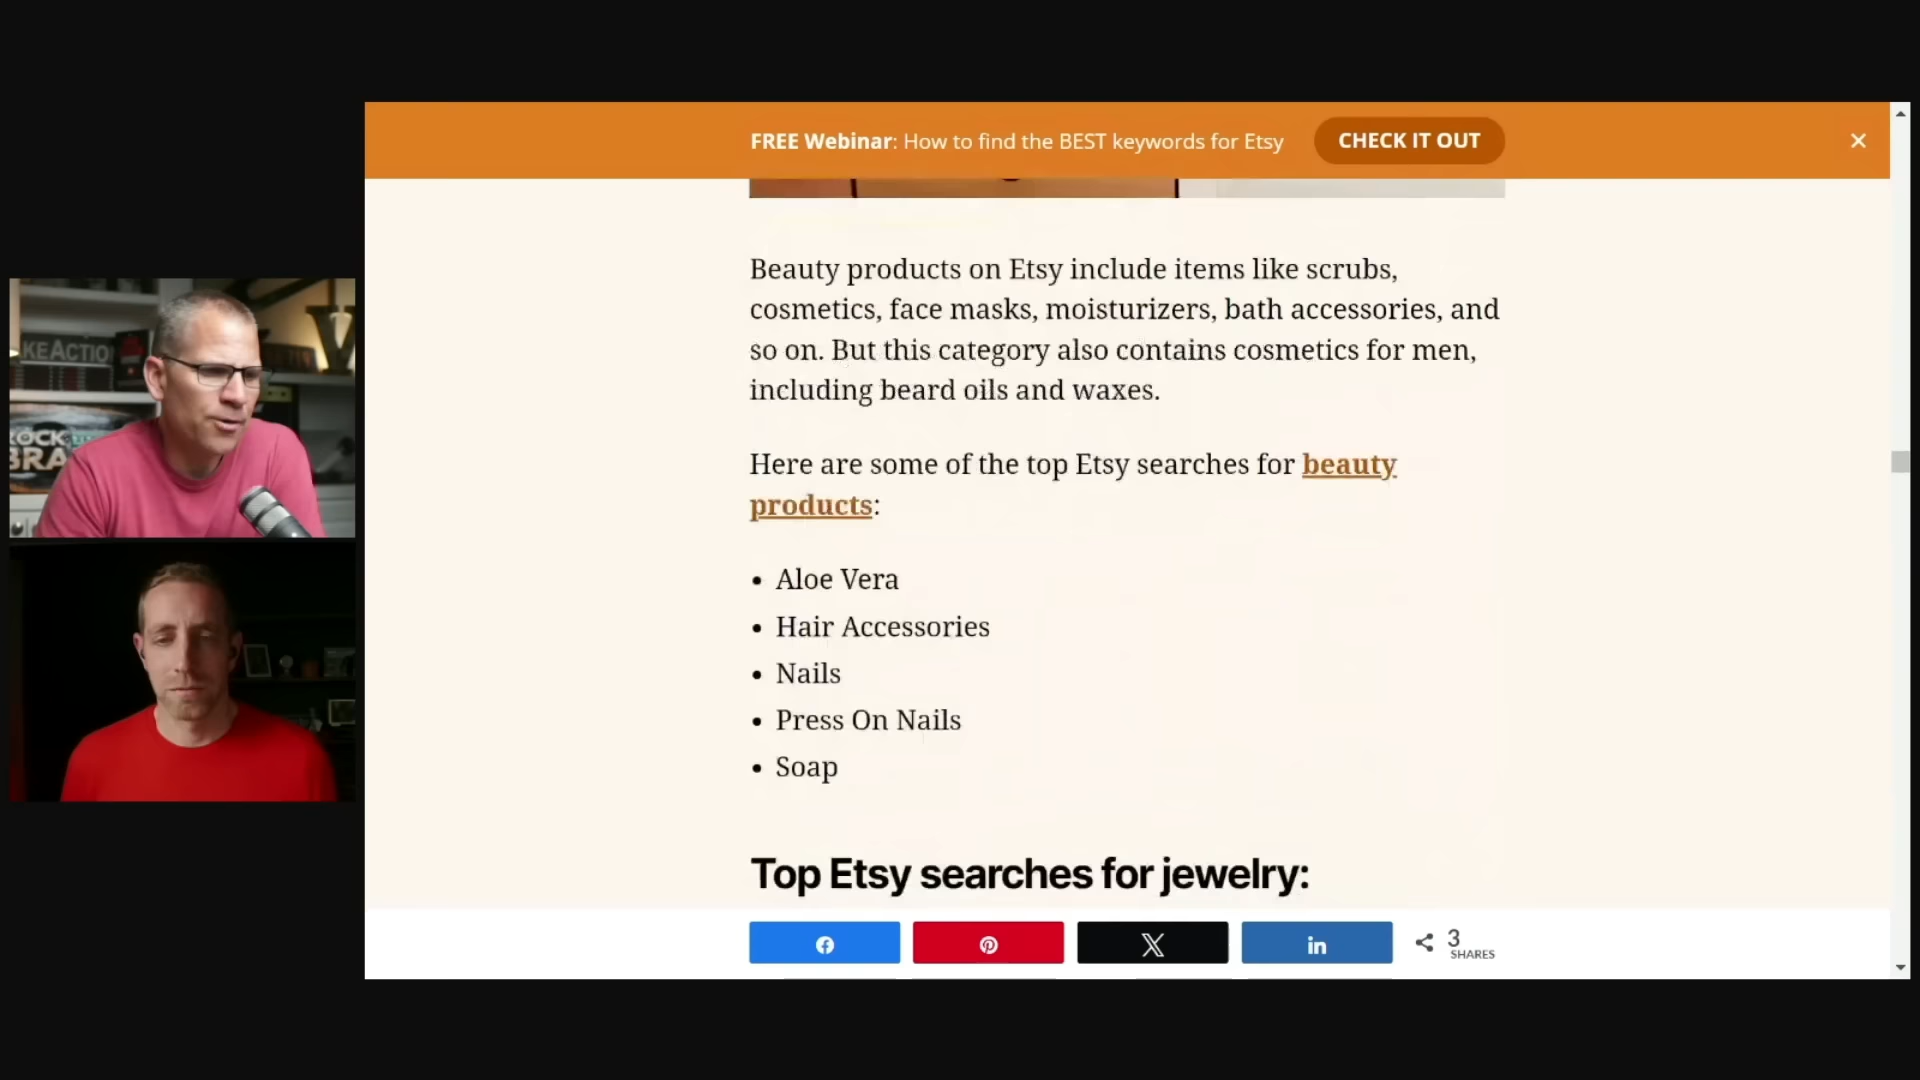 FREE Webinar: How to find the BEST keywords for Etsy
CHECK IT OUT
Beauty products on Etsy include items like scrubs,
cosmetics, face masks, moisturizers, bath accessories, and
so on. But this category also contains cosmetics for men,
including beard oils and waxes.
Here are some of the top Etsy searches for beauty
products:
• Aloe Vera
• Hair Accessories
• Nails
• Press On Nails
• Soap
Top Etsy searches for jewelry:
3
SHARES
KEACTIO
V
OCK
BRA